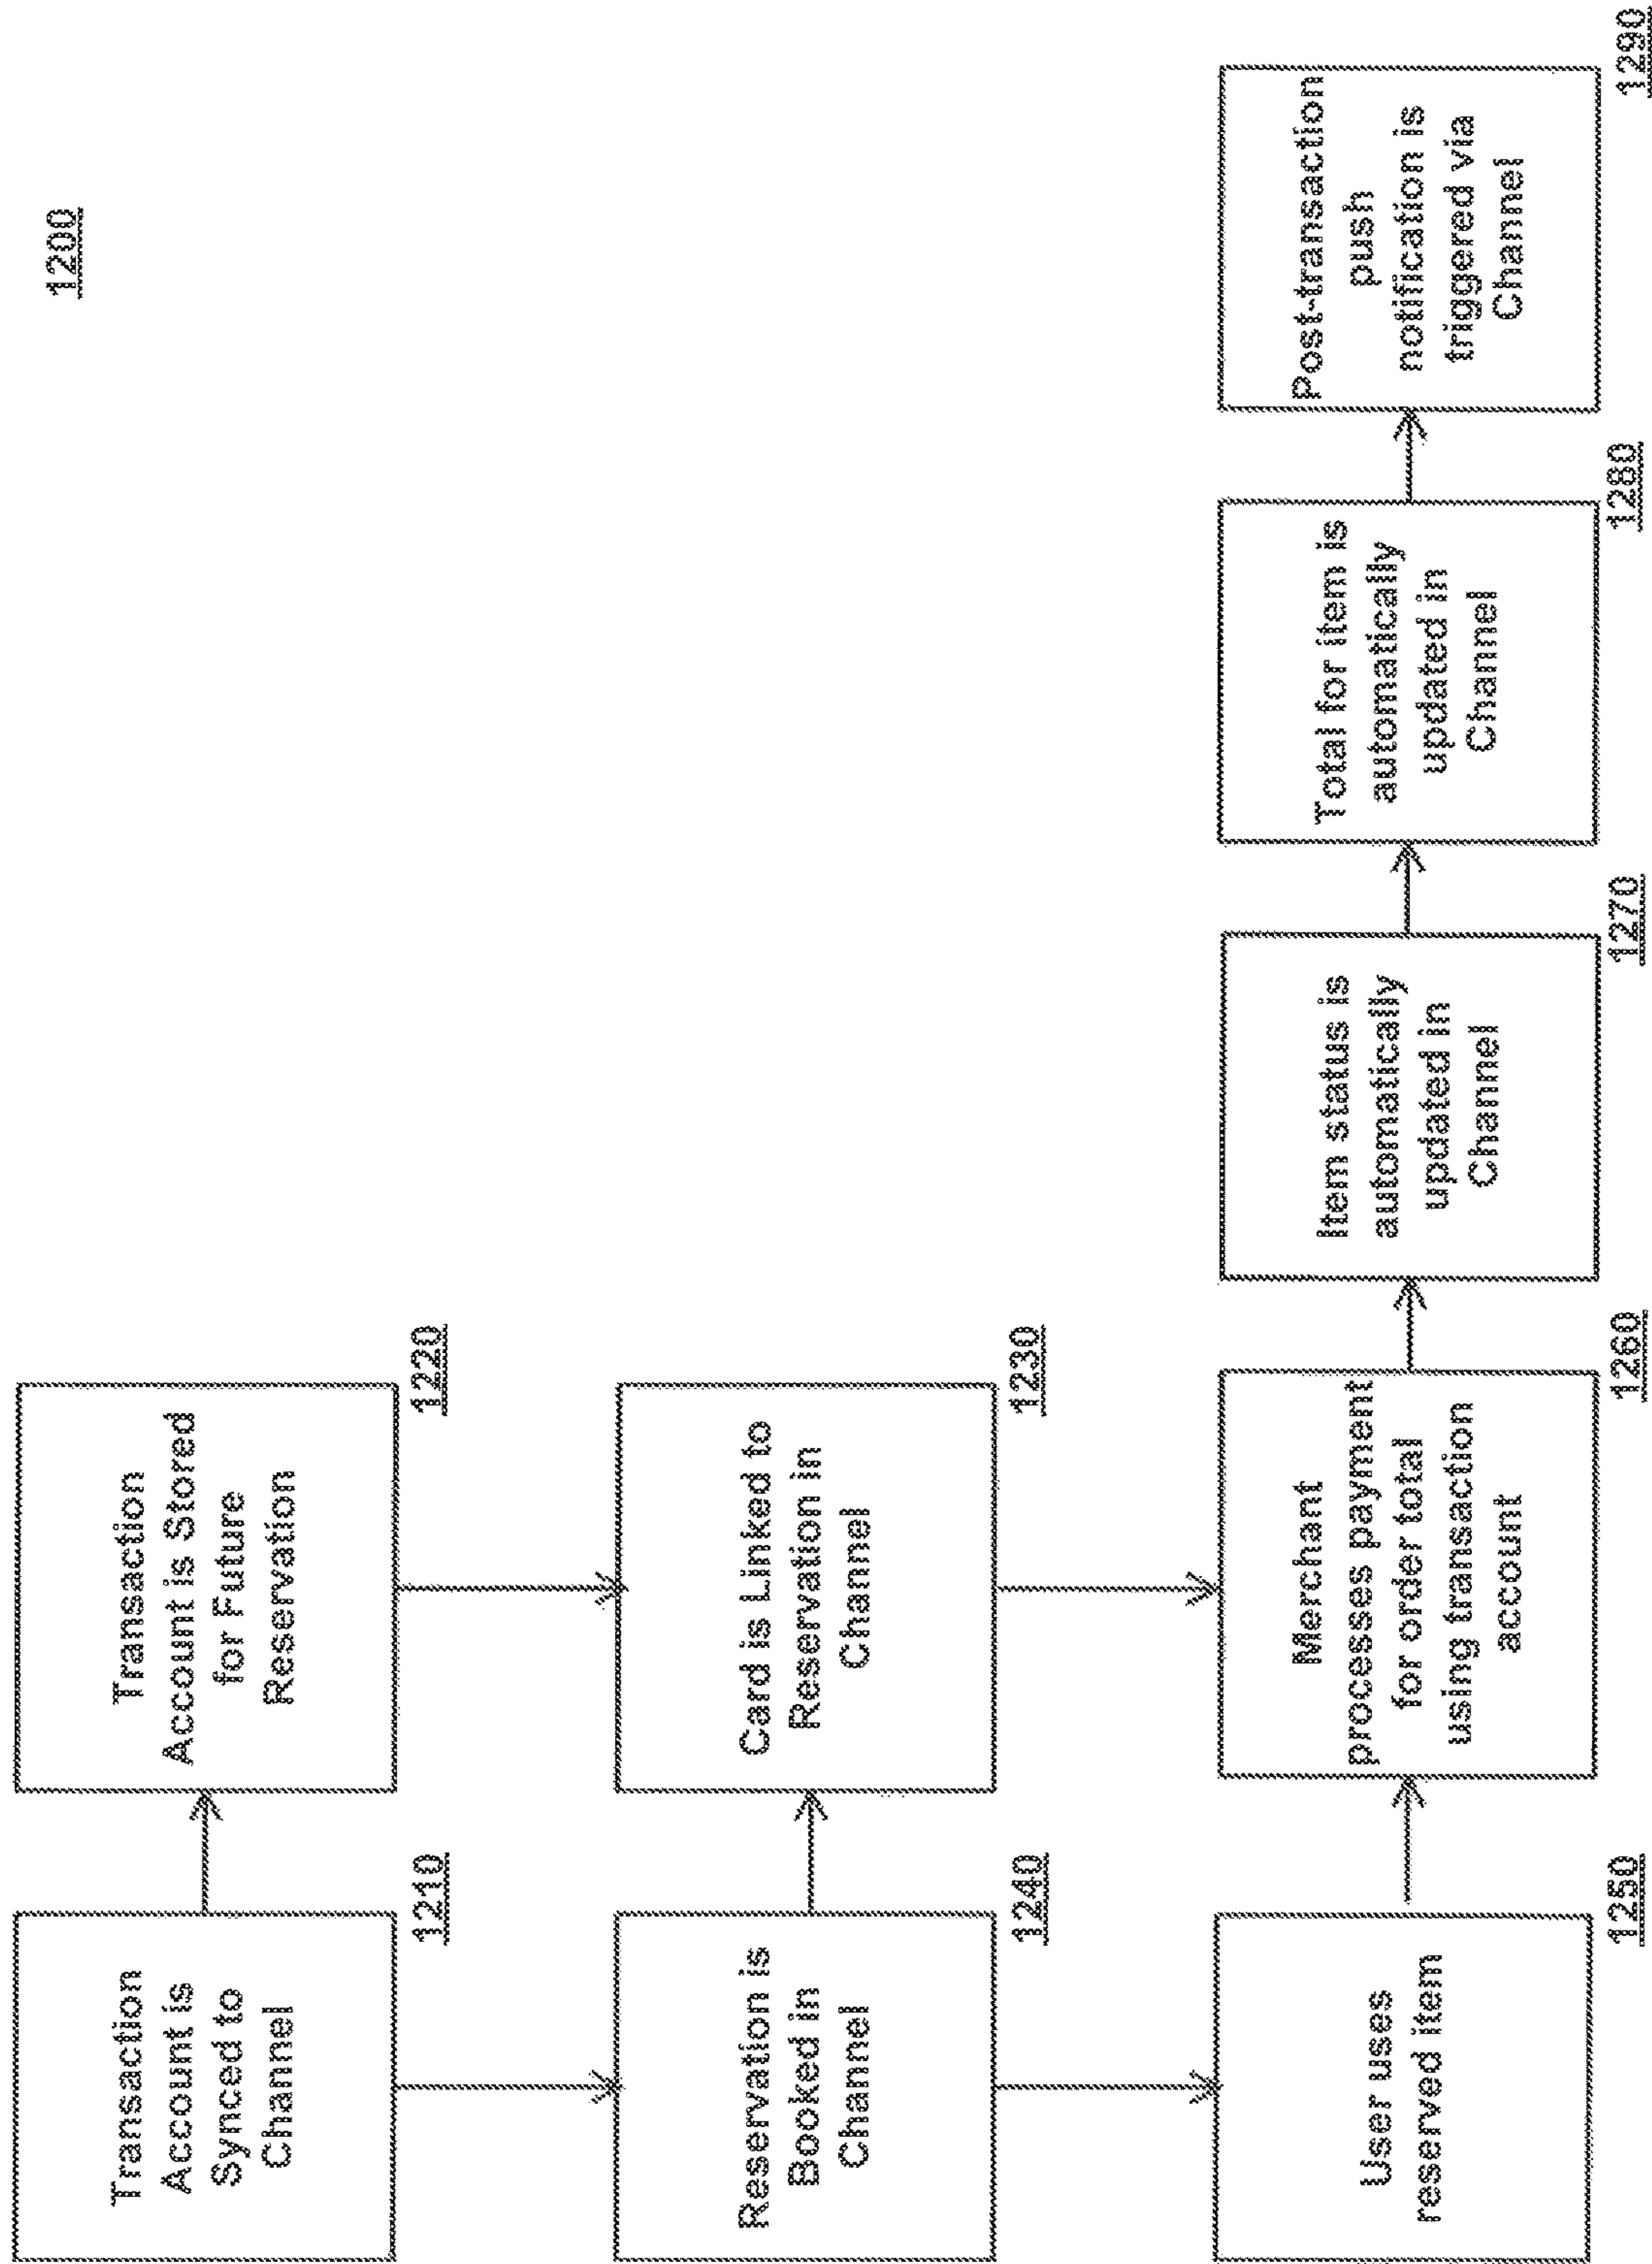 1200
Transaction
Account is
Synced to
Channel
1210
Transaction
Account is Stored
for Future
Reservation
1220
Reservation is
Booked in
Channel
1240
Card is Linked to
Reservation in
Channel
1230
User uses
reserved item
1250
Merchant
processes payment
for order total
using transaction
account
1260
Item status is
automatically
updated in
Channel
1270
Total for item is
automatically
updated in
Channel
1280
Post-transaction
push
notification is
triggered via
Channel
1290